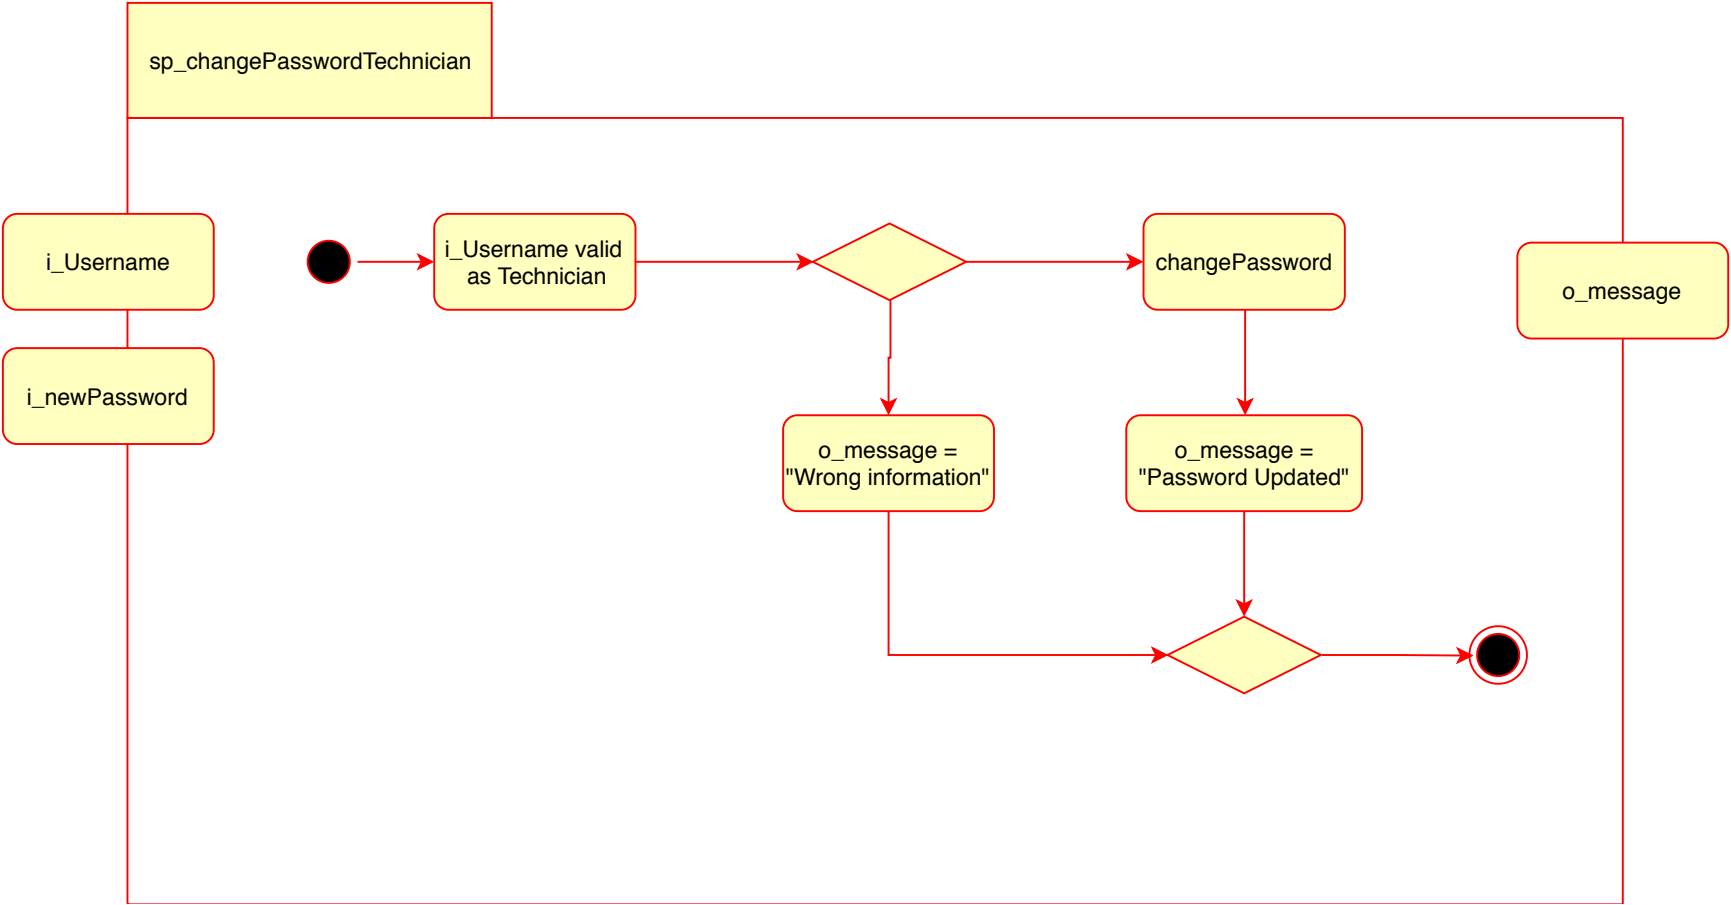 sp_changePasswordTechnician
i_Username
i_newPassword
i_Username valid
as Technician
changePassword
o_message =
"Wrong information"
o_message =
"Password Updated"
o_message